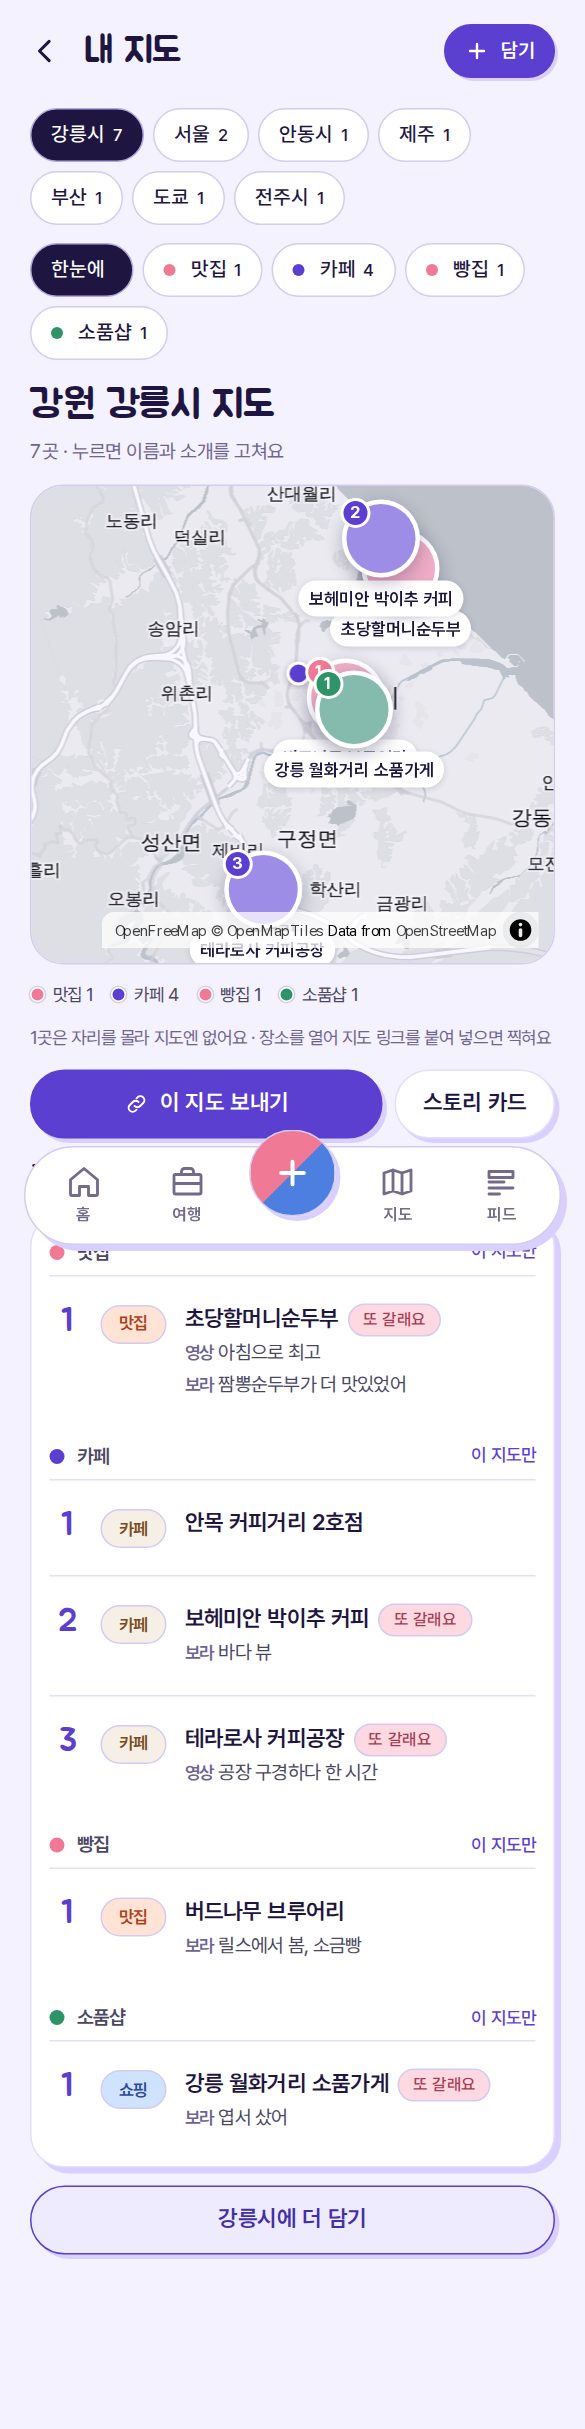 내 지도
담기
강릉시 7
서울 2
안동시 1
제주 1
부산 1
도쿄 1
전주시 1
한눈에
맛집 1
카페 4
빵집 1
소품샵 1
강원 강릉시 지도
7곳 · 누르면 이름과 소개를 고쳐요
산대월리
노동리
덕실리
2
보헤미안 박이추 커피
초당할머니순두부
송암리
위촌리
1
1
강릉 월화거리 소품가게
강동
성산면
구정면
3
학산리
오봉리
금광리
OpenFreeMap © OpenMapTiles Data from OpenStreetMap
테라로사 커피공장
맛집 1
카페 4
빵집 1
소품샵 1
1곳은 자리를 몰라 지도엔 없어요 · 장소를 열어 지도 링크를 붙여 넣으면 찍혀요
이 지도 보내기
스토리 카드
홈
여행
지도
피드
맛집
이 지도만
1
맛집
초당할머니순두부
또 갈래요
영상 아침으로 최고
보라 짬뽕순두부가 더 맛있었어
카페
이 지도만
1
카페
안목 커피거리 2호점
2
카페
보헤미안 박이추 커피
또 갈래요
보라 바다 뷰
3
카페
테라로사 커피공장
또 갈래요
영상 공장 구경하다 한 시간
빵집
이 지도만
1
맛집
버드나무 브루어리
보라 릴스에서 봄, 소금빵
소품샵
이 지도만
1
쇼핑
강릉 월화거리 소품가게
또 갈래요
보라 엽서 샀어
강릉시에 더 담기